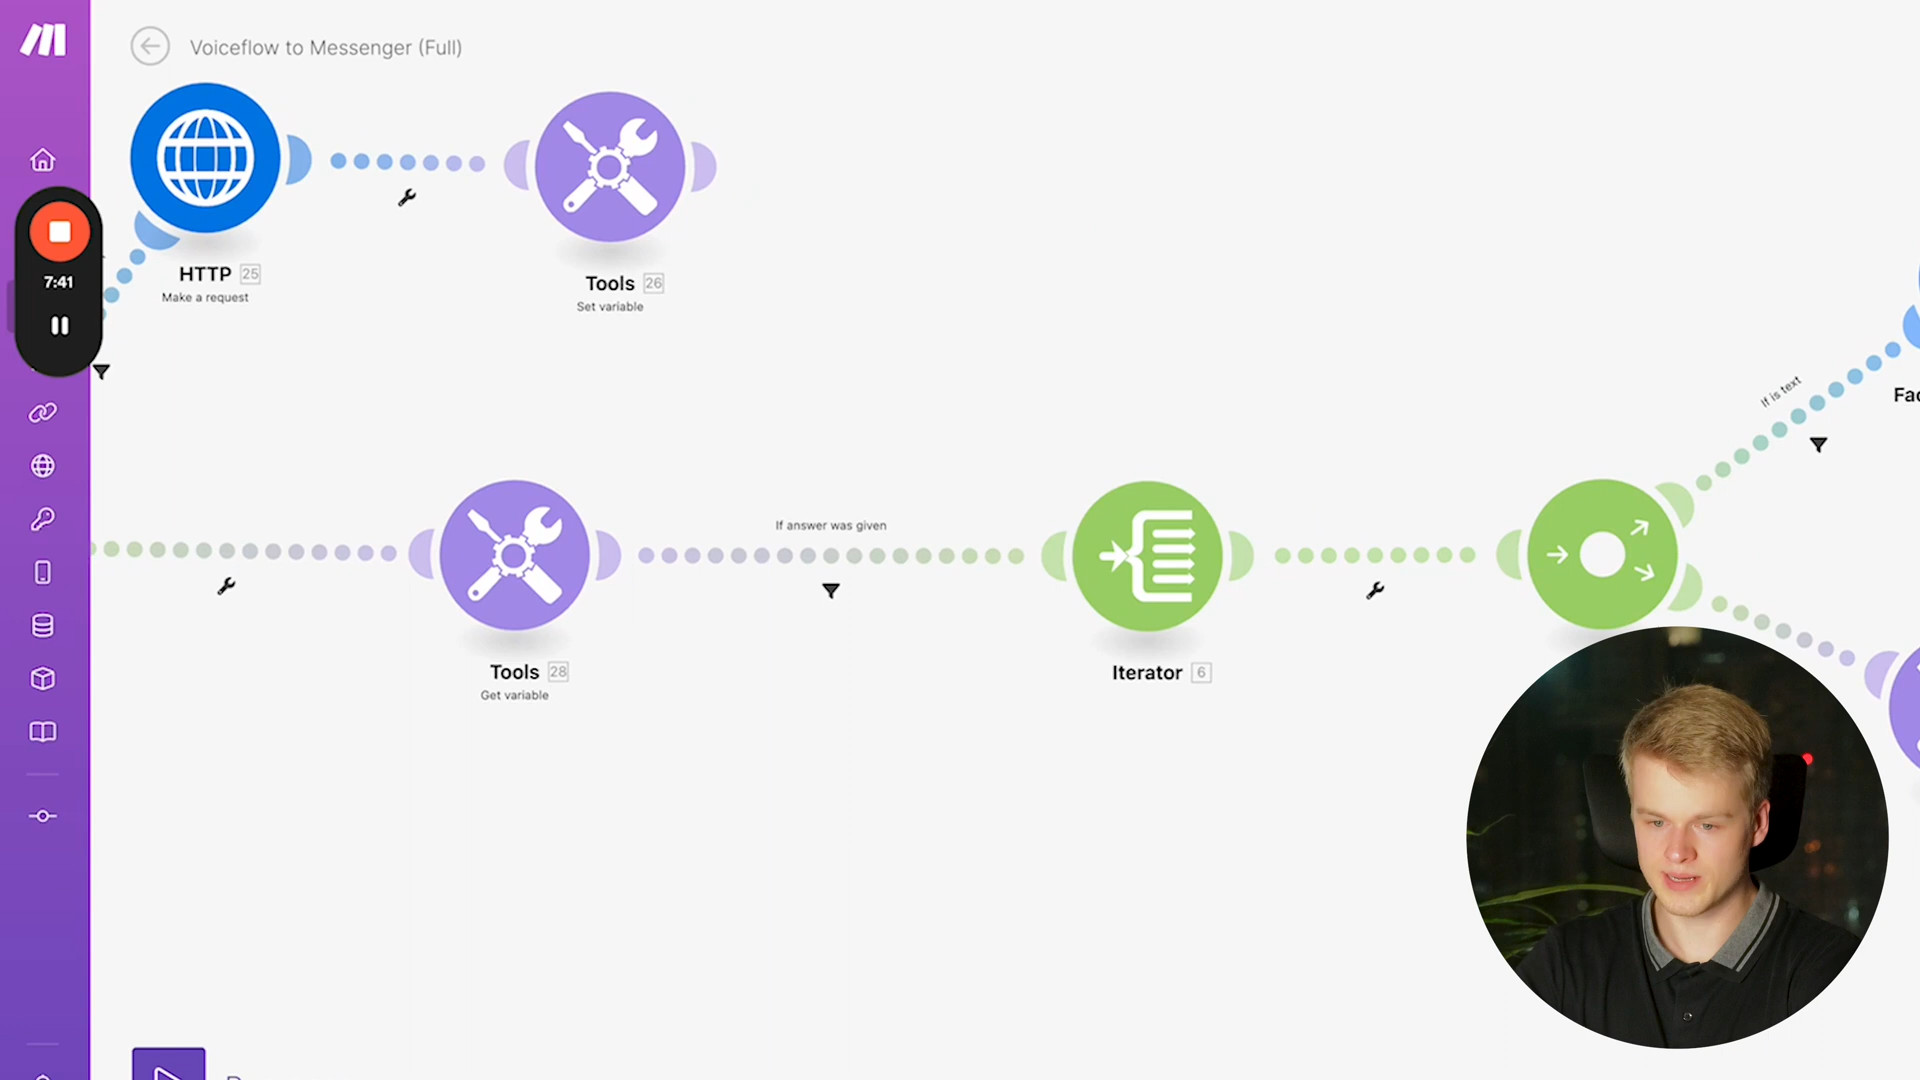 Voiceflow to Messenger (Full)
HTTP 25
Make a request
Tools 26
Set variable
7:41
If is text
If answer was given
Tools 28
Get variable
Iterator 6